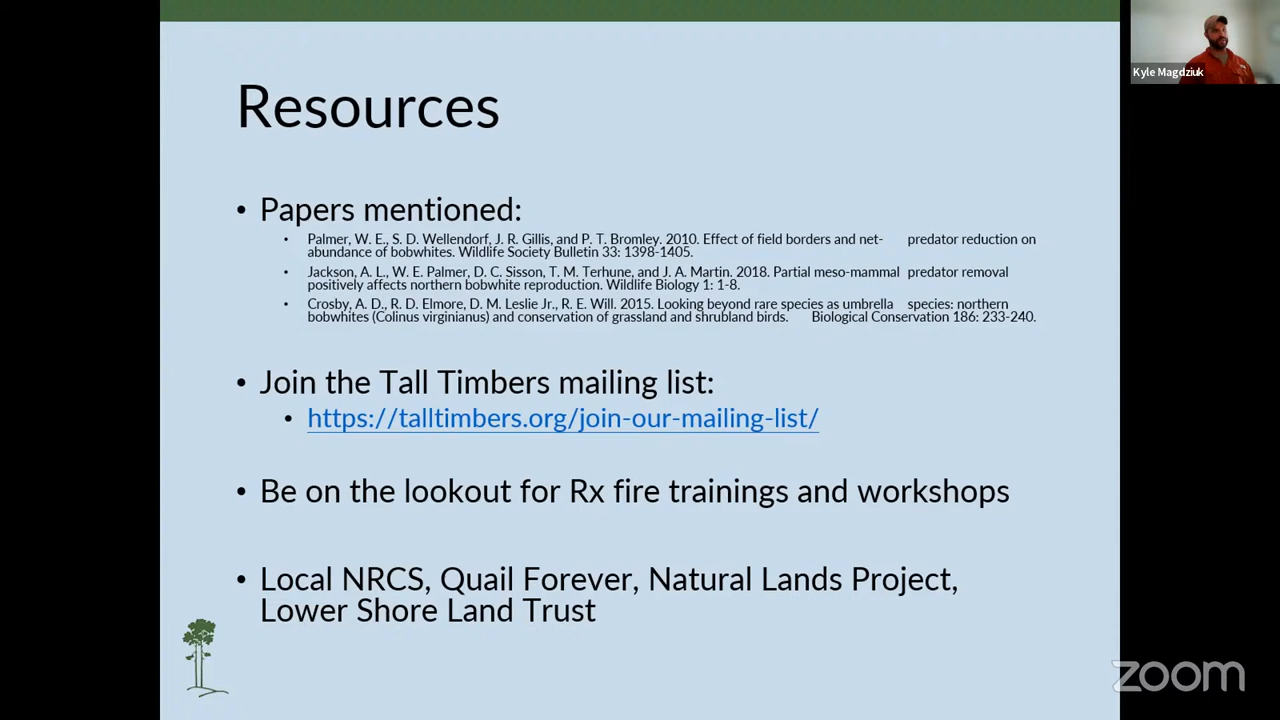 Resources
Kyle Magdziuk
• Papers mentioned:
• Palmer, W. E., S. D. Wellendorf, J. R. Gillis, and P. T. Bromley. 2010. Effect of field borders and net- predator reduction on
abundance of bobwhites. Wildlife Society Bulletin 33: 1398-1405.
• Jackson, A. L., W. E. Palmer, D. C. Sisson, T. M. Terhune, and J. A. Martin. 2018. Partial meso-mammal predator removal
positively affects northern bobwhite reproduction. Wildlife Biology 1: 1-8.
• Crosby, A. D., R. D. Elmore, D. M. Leslie Jr., R. E. Will. 2015. Looking beyond rare species as umbrella species: northern
bobwhites (Colinus virginianus) and conservation of grassland and shrubland birds. Biological Conservation 186: 233-240.
• Join the Tall Timbers mailing list:
• https://talltimbers.org/join-our-mailing-list/
• Be on the lookout for Rx fire trainings and workshops
• Local NRCS, Quail Forever, Natural Lands Project,
Lower Shore Land Trust
zoom